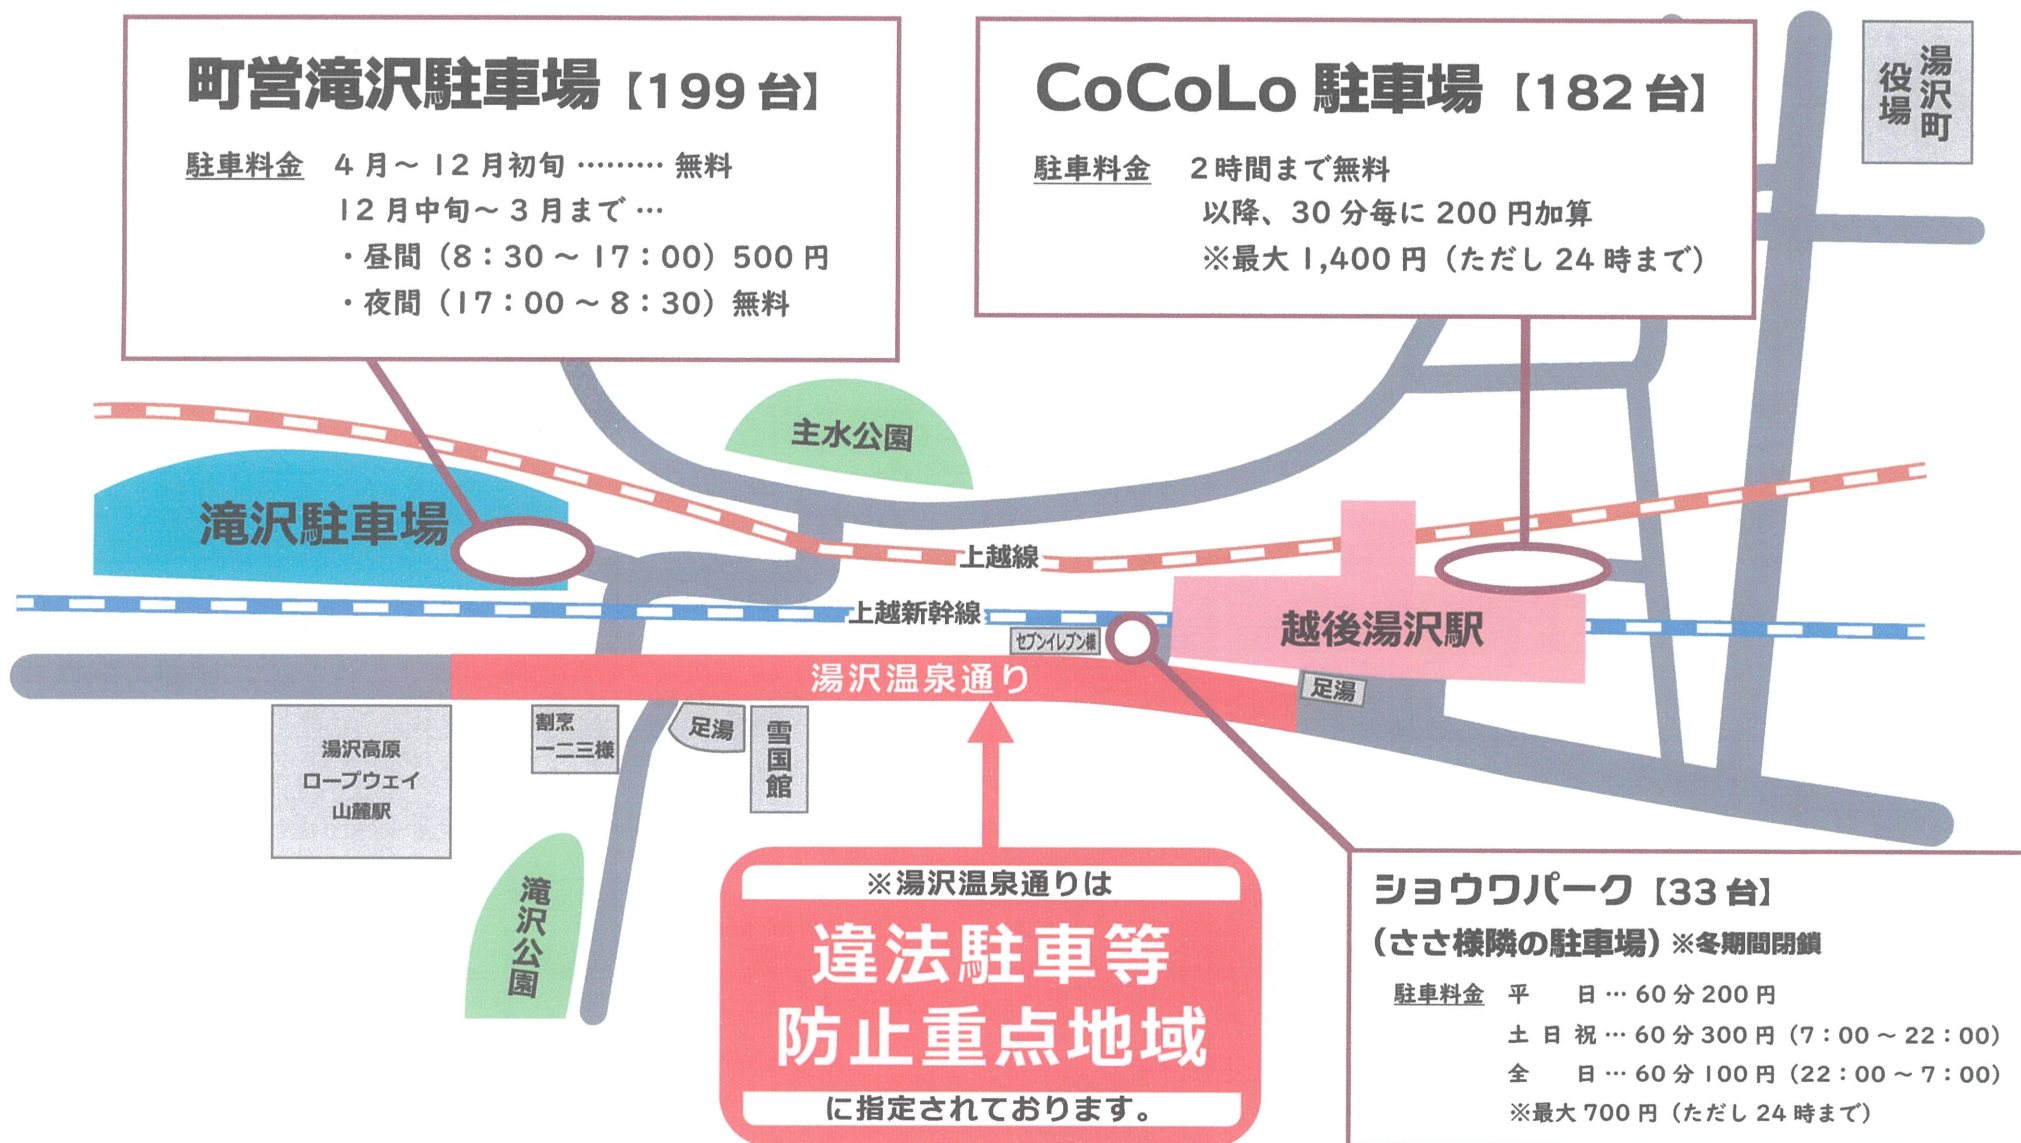 町営滝沢駐車場【199台】
駐車料金 4月～12月初旬 ……… 無料
12月中旬～3月まで …
・昼間（8：30～17：00）500円
・夜間（17：00～8：30）無料
CoCoLo 駐車場【182台】
駐車料金 2時間まで無料
以降、30分毎に200円加算
※最大1,400円（ただし24時まで）
湯沢町
役場
主水公園
滝沢駐車場
上越線
上越新幹線
セブンイレブン様
越後湯沢駅
湯沢温泉通り
足湯
湯沢高原
ロープウェイ
山麓駅
割烹
一二三様
足湯
雪国館
滝沢公園
※湯沢温泉通りは
違法駐車等
防止重点地域
に指定されております。
ショウワパーク【33台】
（ささ様隣の駐車場）※冬期間閉鎖
駐車料金 平　日…60分200円
土日祝…60分300円（7：00～22：00）
全　日…60分100円（22：00～7：00）
※最大700円（ただし24時まで）